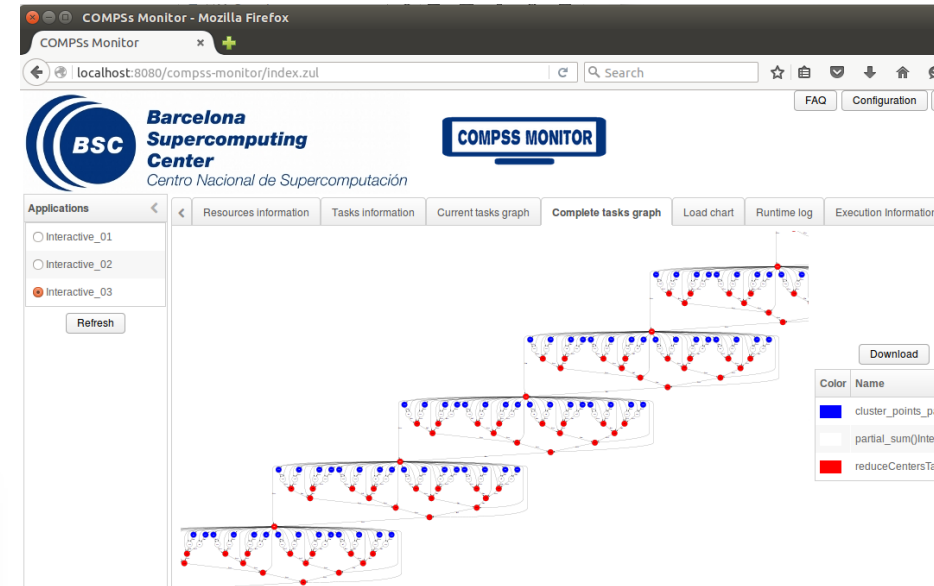 COMPSs Monitor - Mozilla Firefox
COMPSs Monitor
localhost:8080/compss-monitor/index.zul
Search
FAQ
Configuration
BSC
Barcelona
Supercomputing
Center
Centro Nacional de Supercomputación
COMPSS MONITOR
Applications
Resources information
Tasks information
Current tasks graph
Complete tasks graph
Load chart
Runtime log
Execution Information
Interactive_01
Interactive_02
Interactive_03
Refresh
Download
Color Name
cluster_points_pa
partial_sum()Inte
reduceCentersTa